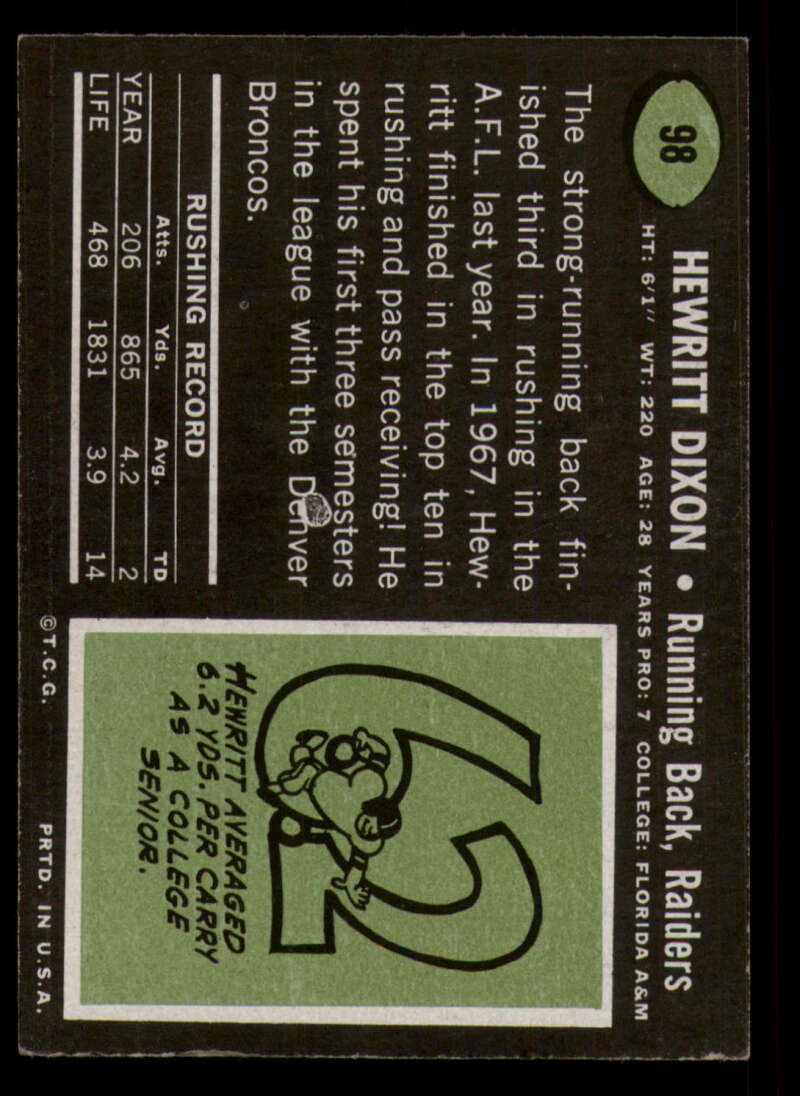 98
HEWRITT DIXON • Running Back, Raiders
HT: 6'1" WT: 220 AGE: 28 YEARS PRO: 7 COLLEGE: FLORIDA A&M
The strong-running back fin-
ished third in rushing in the
A.F.L. last year. In 1967, Hew-
ritt finished in the top ten in
rushing and pass receiving! He
spent his first three semesters
in the league with the Denver
Broncos.
RUSHING RECORD
Atts. Yds. Avg. TD
YEAR 206 865 4.2 2
LIFE 468 1831 3.9 14
6.2
HEWRITT AVERAGED
6.2 YDS. PER CARRY
AS A COLLEGE
SENIOR.
©T.C.G. PRTD. IN U.S.A.